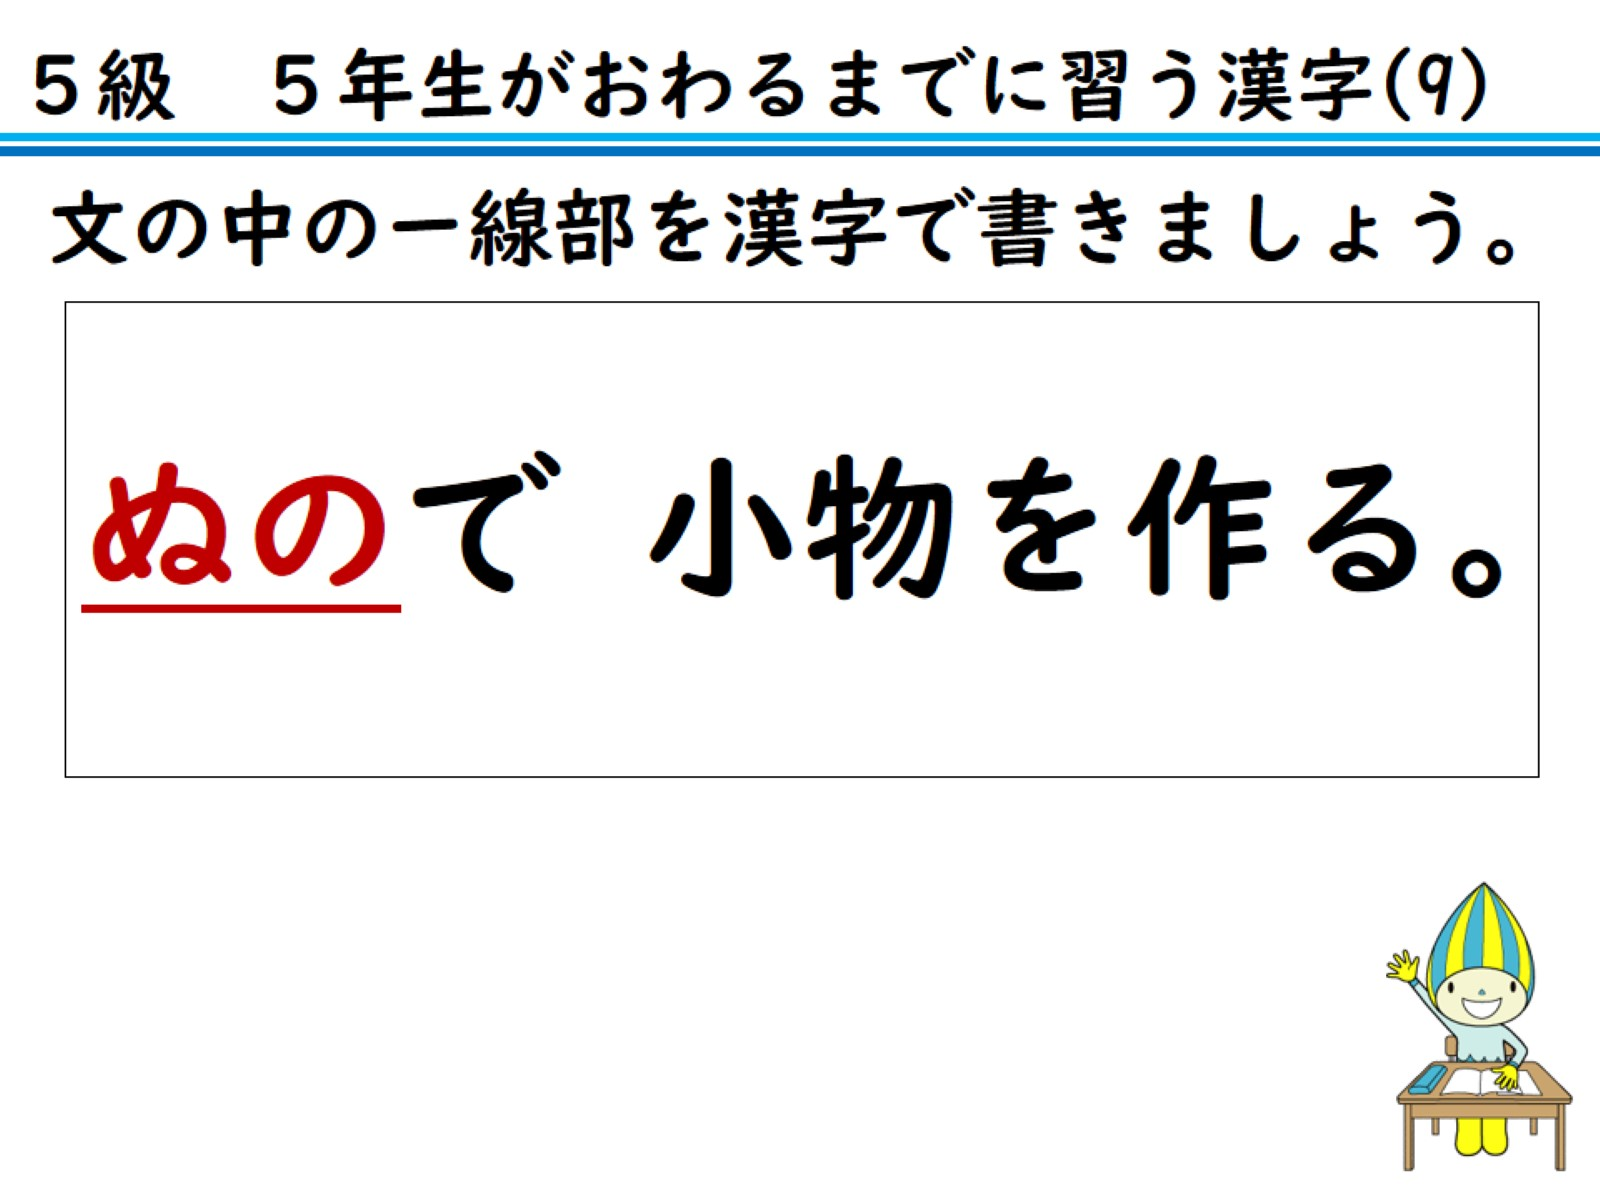 ５級　５年生がおわるまでに習う漢字(9)
文の中の一線部を漢字で書きましょう。
ぬので 小物を作る。